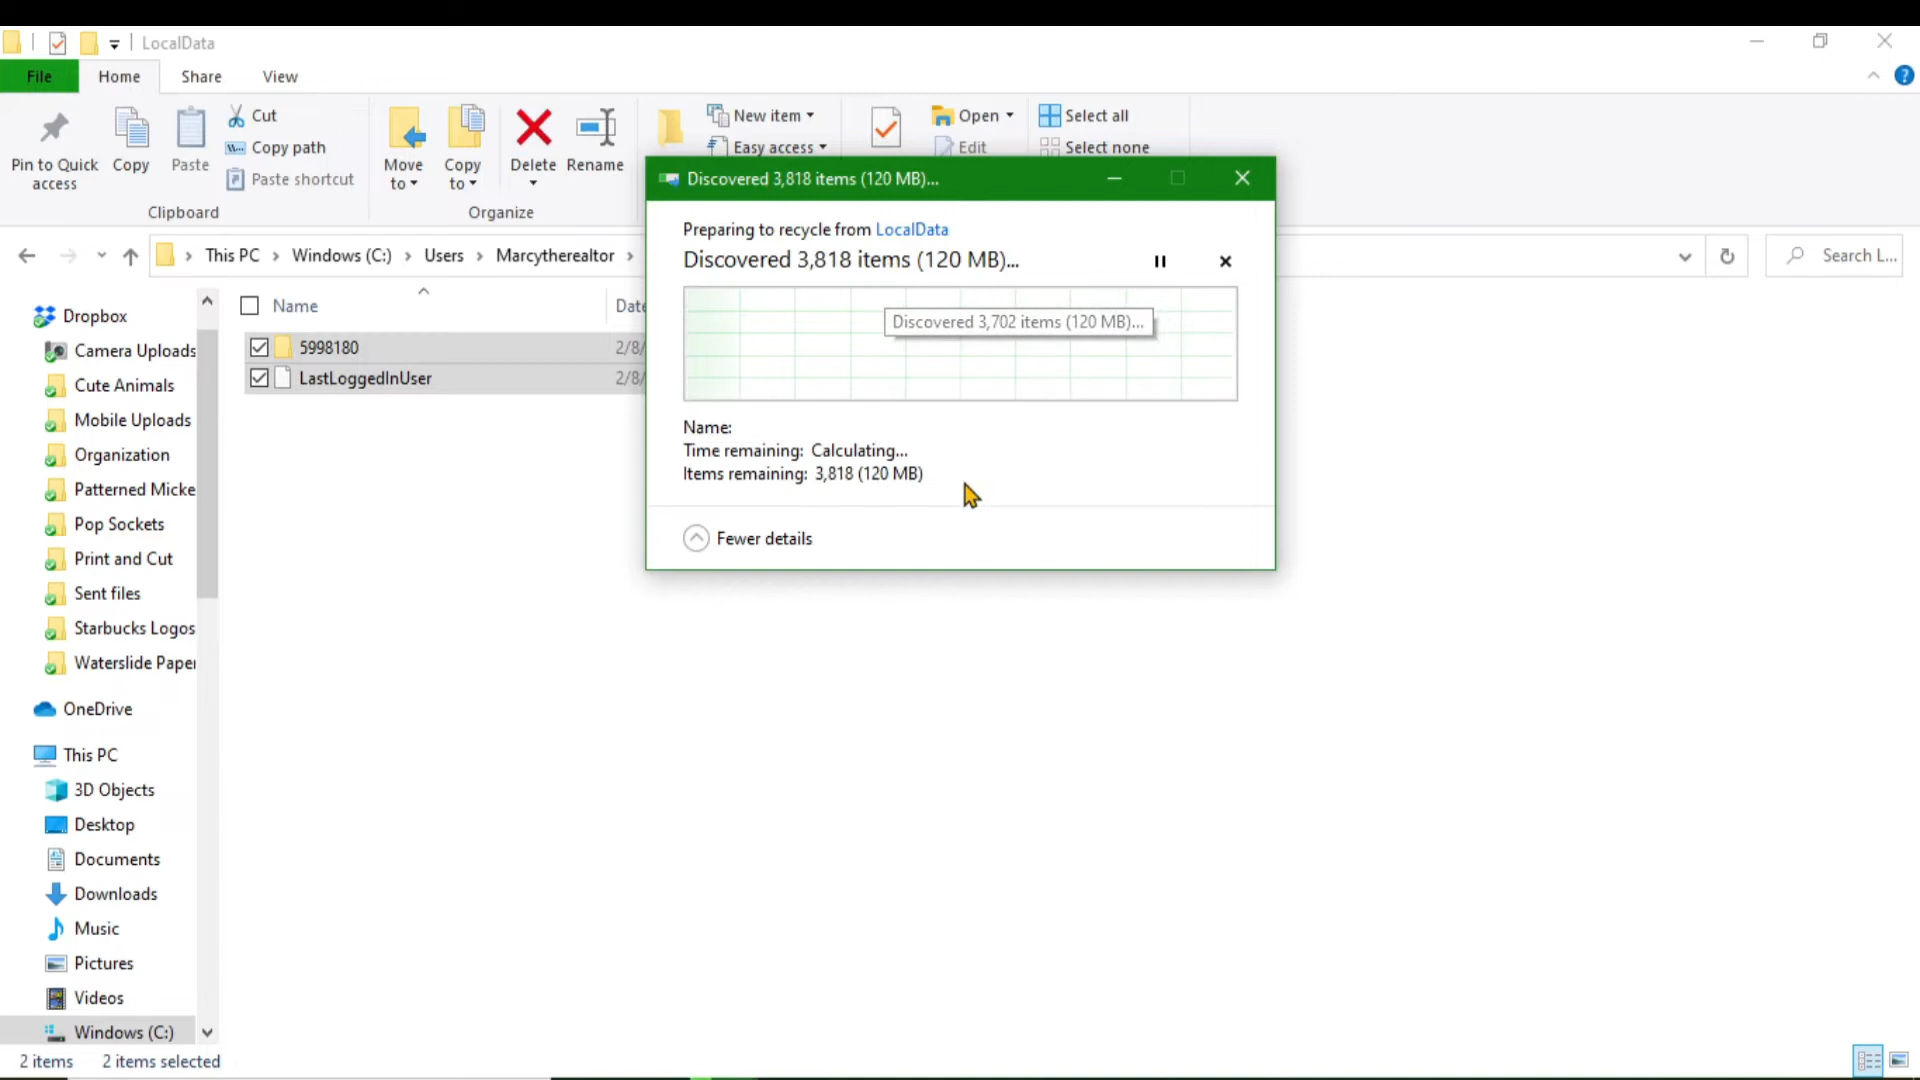 LocalData
File Home Share View
Pin to Quick access
Copy
Paste
Cut
Copy path
Paste shortcut
Clipboard
Move to
Copy to
Delete
Rename
Organize
New item
Easy access
Open
Edit
Select all
Select none
This PC Windows (C:) Users Marcytherealtor
Search L...
Dropbox
Camera Uploads
Cute Animals
Mobile Uploads
Organization
Patterned Micke
Pop Sockets
Print and Cut
Sent files
Starbucks Logos
Waterslide Paper
OneDrive
This PC
3D Objects
Desktop
Documents
Downloads
Music
Pictures
Videos
Windows (C:)
Name Date
5998180 2/8/
LastLoggedInUser 2/8/
Discovered 3,818 items (120 MB)...
Preparing to recycle from LocalData
Discovered 3,818 items (120 MB)...
Discovered 3,702 items (120 MB)...
Name:
Time remaining: Calculating...
Items remaining: 3,818 (120 MB)
Fewer details
2 items 2 items selected